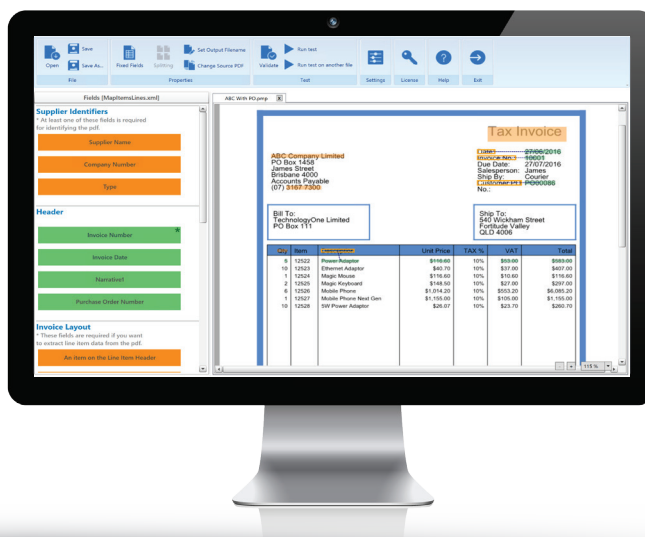 Open
Save
Save As...
File
Fixed Fields
Splitting
Set Output Filename
Change Source PDF
Properties
Validate
Run test
Run test on another file
Test
Settings
License
Help
Exit
Fields [MapItemsLines.xml]
Supplier Identifiers
* At least one of these fields is required
for identifying the pdf.
Supplier Name
Company Number
Type
Header
Invoice Number *
Invoice Date
Narrative1
Purchase Order Number
Invoice Layout
* These fields are required if you want
to extract line item data from the pdf.
An item on the Line Item Header
ABC With PO.pmp X
Tax Invoice
ABC Company Limited
PO Box 1458
James Street
Brisbane 4000
Accounts Payable
(07) 3167 7300
Date: 27/06/2016
Invoice No.: 10601
Due Date: 27/07/2016
Salesperson: James
Ship By: Courier
Customer PO PO00086
No.:
Bill To:
TechnologyOne Limited
PO Box 111
Ship To:
540 Wickham Street
Fortitude Valley
QLD 4006
Qty Item Unit Price TAX % VAT Total
5 12522 Power Adaptor $116.60 10% $53.00 $583.00
10 12523 Ethernet Adaptor $40.70 10% $37.00 $407.00
1 12524 Magic Mouse $116.60 10% $10.60 $116.60
2 12525 Magic Keyboard $148.50 10% $27.00 $297.00
6 12526 Mobile Phone $1,014.20 10% $553.20 $6,085.20
1 12527 Mobile Phone Next Gen $1,155.00 10% $105.00 $1,155.00
10 12528 5W Power Adaptor $26.07 10% $23.70 $260.70
115 %